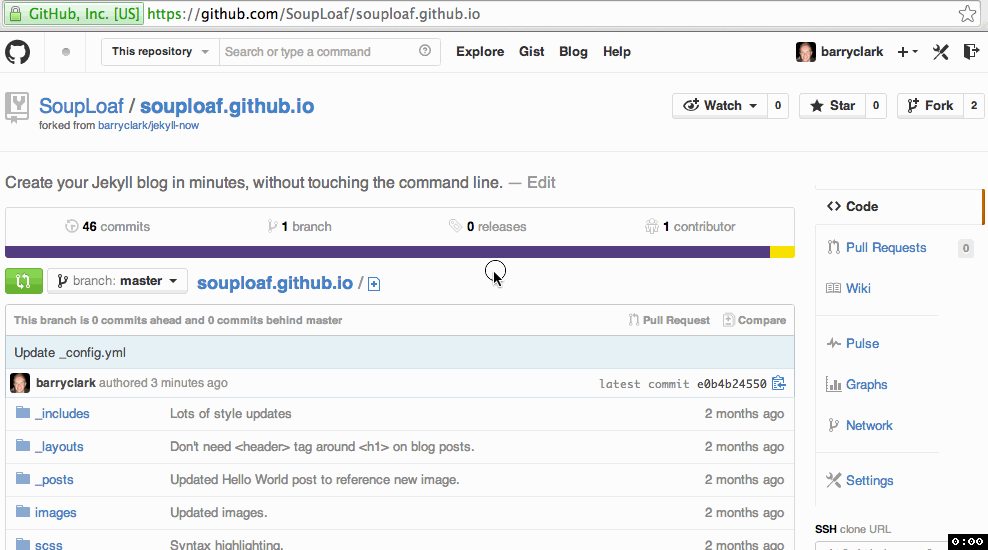 GitHub, Inc. [US] https://github.com/SoupLoaf/souploaf.github.io
This repository Search or type a command Explore Gist Blog Help barryclark
SoupLoaf / souploaf.github.io
forked from barryclark/jekyll-now
Watch 0 Star 0 Fork 2
Create your Jekyll blog in minutes, without touching the command line. — Edit
46 commits 1 branch 0 releases 1 contributor
branch: master souploaf.github.io /
This branch is 0 commits ahead and 0 commits behind master Pull Request Compare
Update _config.yml
barryclark authored 3 minutes ago latest commit e0b4b24550
_includes Lots of style updates 2 months ago
_layouts Don't need <header> tag around <h1> on blog posts. 2 months ago
_posts Updated Hello World post to reference new image. 2 months ago
images Updated images. 2 months ago
scss Syntax highlighting. 2 months ago
Code
Pull Requests 0
Wiki
Pulse
Graphs
Network
Settings
SSH clone URL
0:00